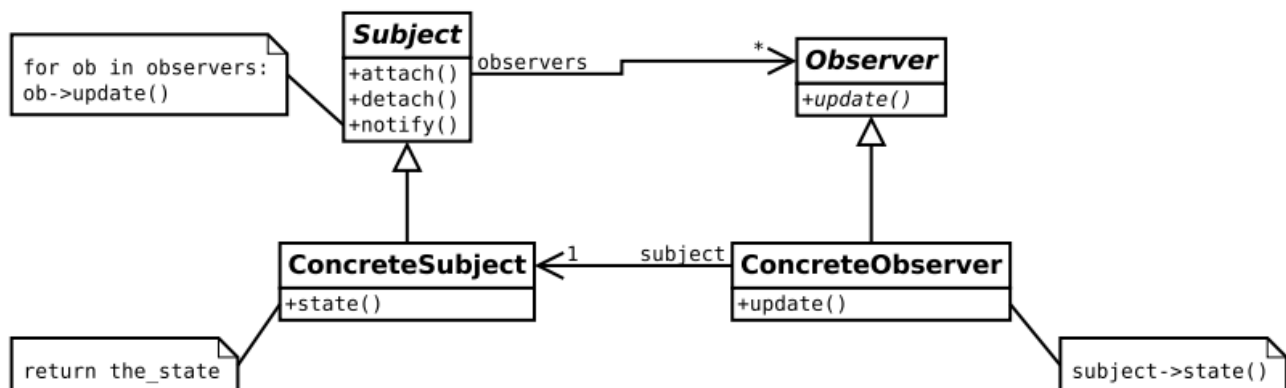 for ob in observers:
ob->update()
Subject
+attach()
+detach()
+notify()
observers
*
Observer
+update()
ConcreteSubject
+state()
1
subject
ConcreteObserver
+update()
return the_state
subject->state()